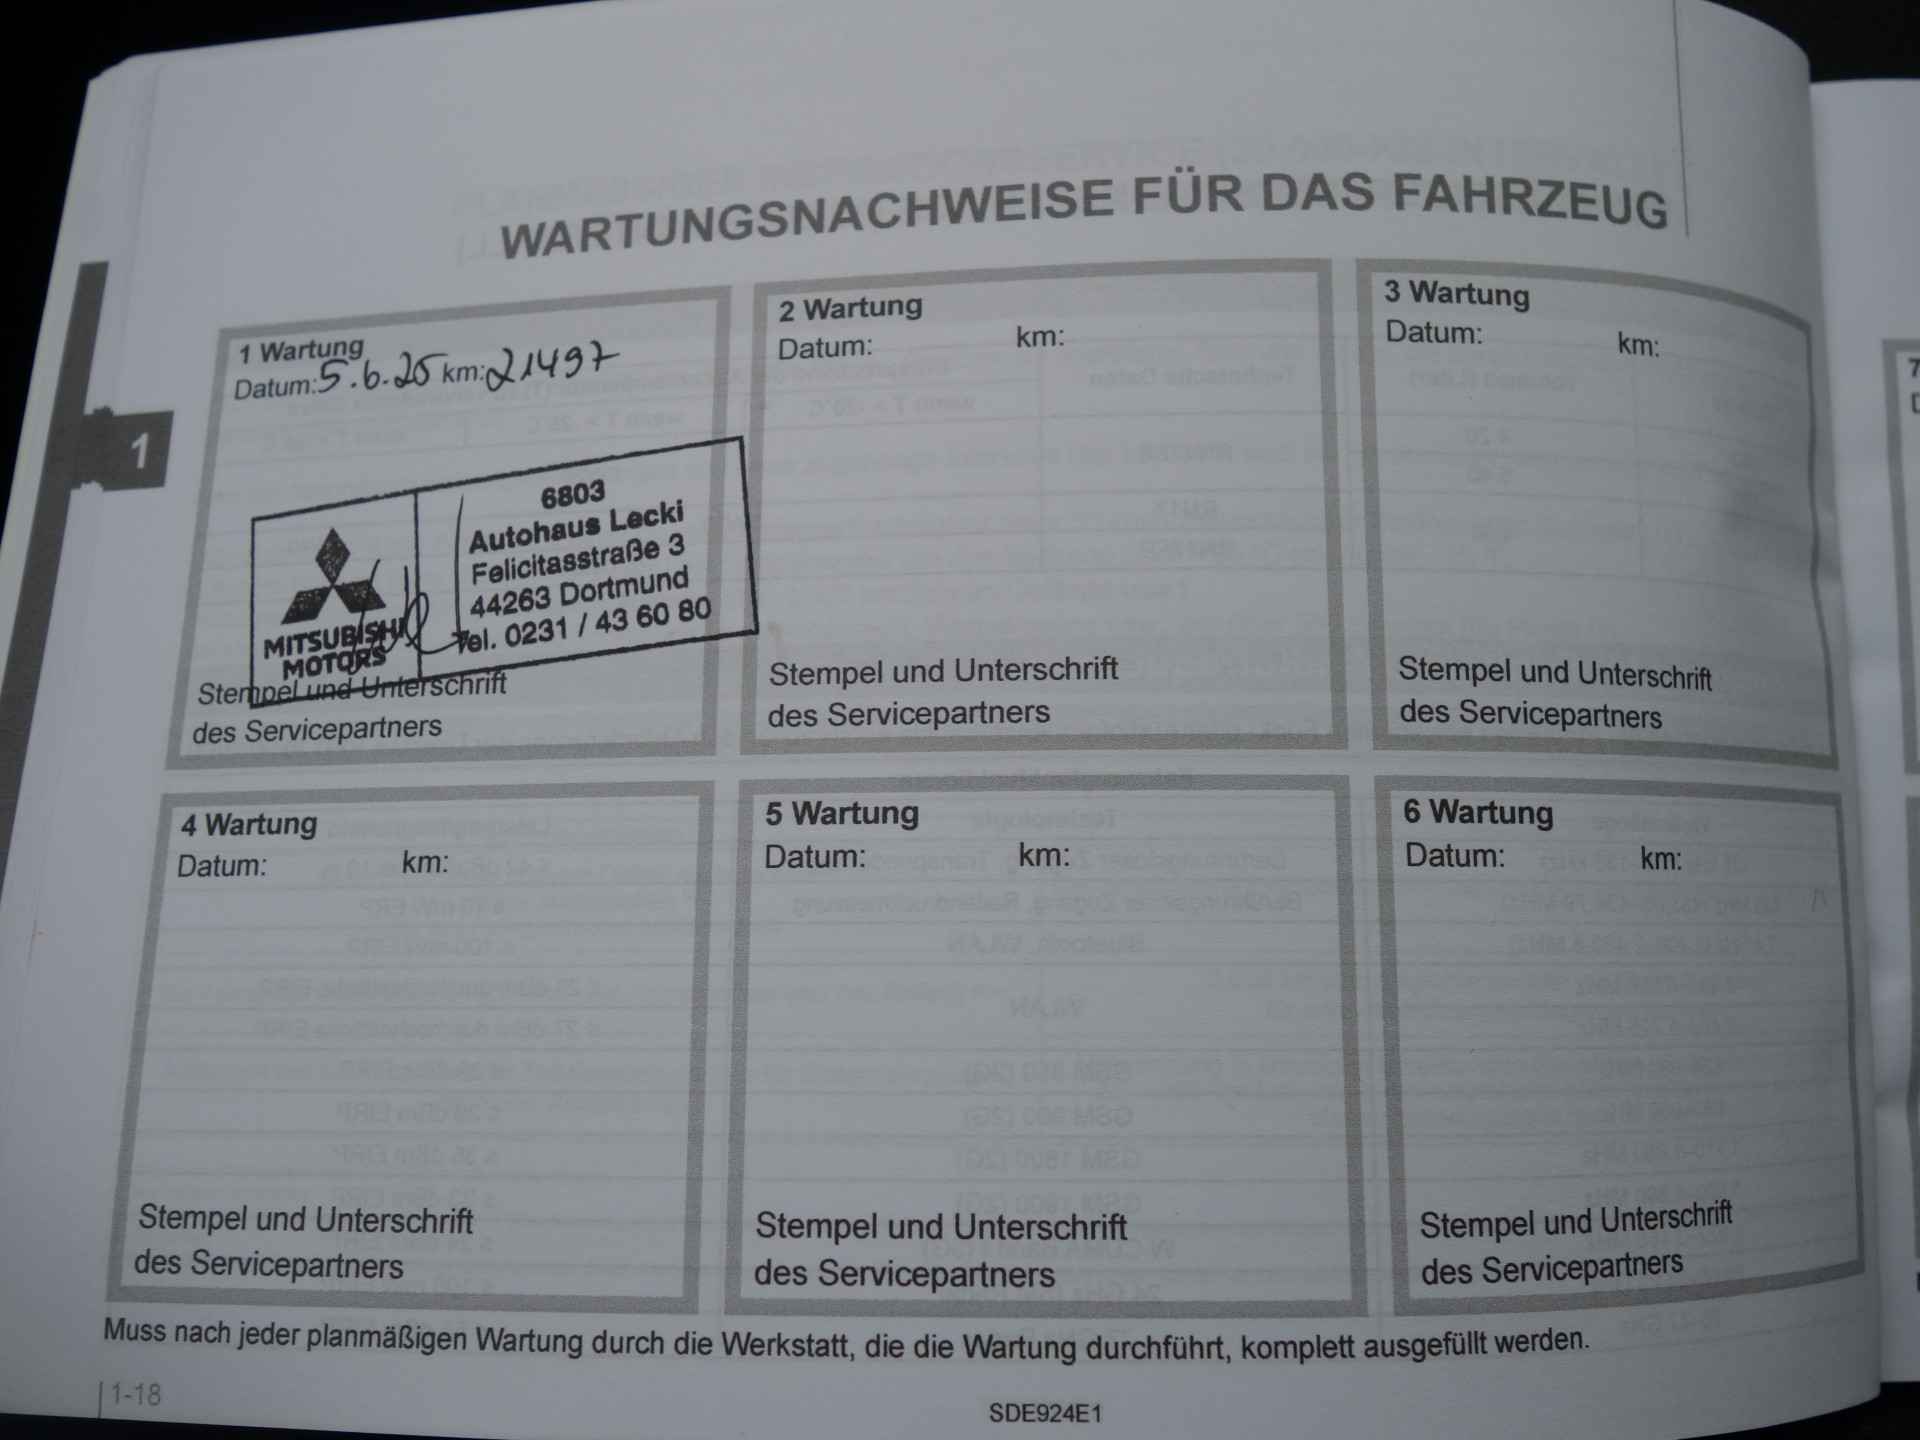 WARTUNGSNACHWEISE FÜR DAS FAHRZEUG
1 Wartung
Datum: 5.6.25 km: 21497
6803
Autohaus Lecki
Felicitasstraße 3
44263 Dortmund
Tel. 0231 / 43 60 80
MITSUBISHI
MOTORS
Stempel und Unterschrift
des Servicepartners
2 Wartung
Datum: km:
Stempel und Unterschrift
des Servicepartners
3 Wartung
Datum: km:
Stempel und Unterschrift
des Servicepartners
1
4 Wartung
Datum: km:
Stempel und Unterschrift
des Servicepartners
5 Wartung
Datum: km:
Stempel und Unterschrift
des Servicepartners
6 Wartung
Datum: km:
Stempel und Unterschrift
des Servicepartners
Muss nach jeder planmäßigen Wartung durch die Werkstatt, die die Wartung durchführt, komplett ausgefüllt werden.
1-18
SDE924E1